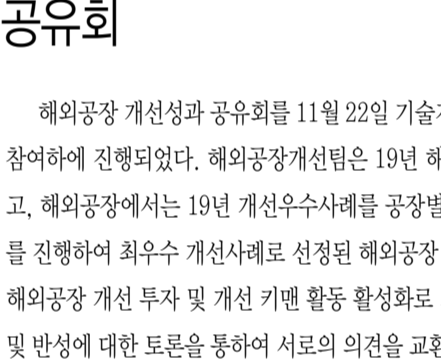 공유회
해외공장 개선성과 공유회를 11월 22일 기술
참여하에 진행되었다. 해외공장개선팀은 19년 해
고, 해외공장에서는 19년 개선우수사례를 공장별
를 진행하여 최우수 개선사례로 선정된 해외공장
해외공장 개선 투자 및 개선 키맨 활동 활성화로
및 반성에 대한 토론을 통하여 서로의 의견을 교환